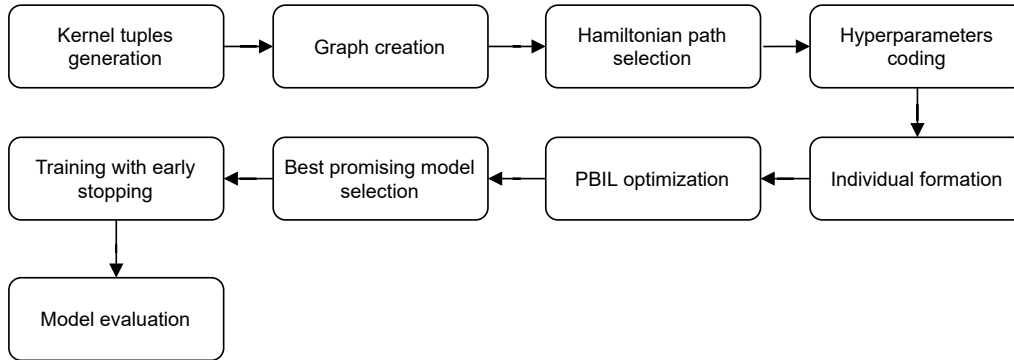 Kernel tuples
generation
Graph creation
Hamiltonian path
selection
Hyperparameters
coding
Individual formation
PBIL optimization
Best promising model
selection
Training with early
stopping
Model evaluation